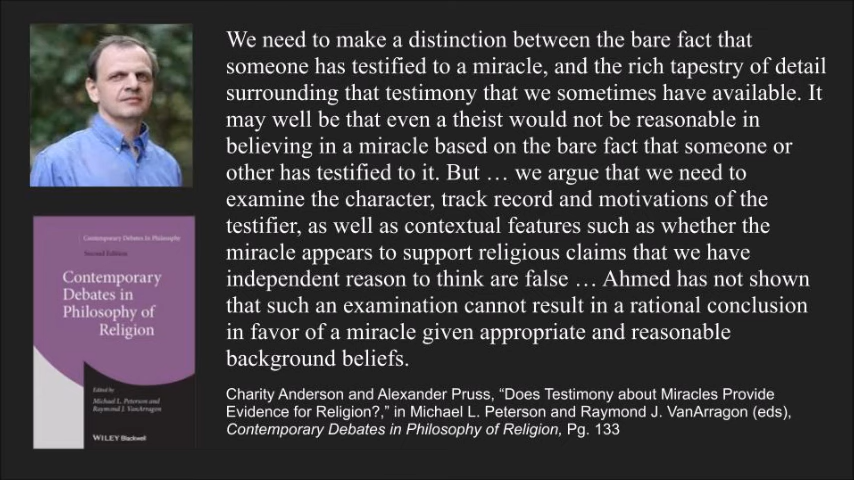 We need to make a distinction between the bare fact that
someone has testified to a miracle, and the rich tapestry of detail
surrounding that testimony that we sometimes have available. It
may well be that even a theist would not be reasonable in
believing in a miracle based on the bare fact that someone or
other has testified to it. But … we argue that we need to
examine the character, track record and motivations of the
testifier, as well as contextual features such as whether the
miracle appears to support religious claims that we have
independent reason to think are false … Ahmed has not shown
that such an examination cannot result in a rational conclusion
in favor of a miracle given appropriate and reasonable
background beliefs.
Charity Anderson and Alexander Pruss, “Does Testimony about Miracles Provide
Evidence for Religion?,” in Michael L. Peterson and Raymond J. VanArragon (eds),
Contemporary Debates in Philosophy of Religion, Pg. 133
Contemporary Debates in Philosophy
Second Edition
Contemporary
Debates in
Philosophy of
Religion
Edited by
Michael L. Peterson and
Raymond J. VanArragon
WILEY Blackwell